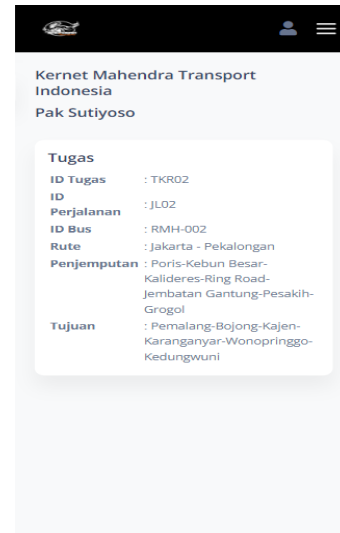 Kernet Mahendra Transport
Indonesia
Pak Sutiyoso
Tugas
ID Tugas : TKR02
ID
Perjalanan : JL02
ID Bus : RMH-002
Rute : Jakarta - Pekalongan
Penjemputan : Poris-Kebun Besar-
Kalideres-Ring Road-
Jembatan Gantung-Pesakih-
Grogol
Tujuan : Pemalang-Bojong-Kajen-
Karanganyar-Wonopringgo-
Kedungwuni